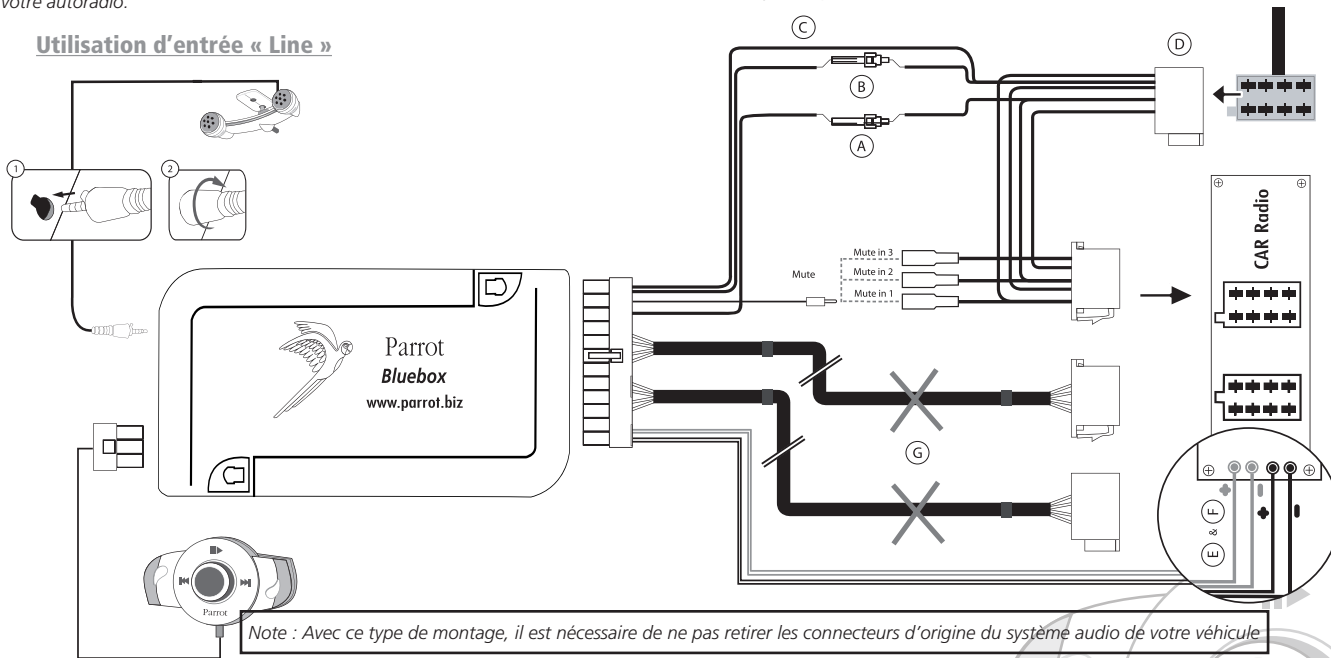 votre autoradio.
Utilisation d'entrée « Line »
C
D
B
A
1
2
CAR Radio
Mute in 3
Mute
Mute in 2
Mute in 1
Parrot
Bluebox
www.parrot.biz
G
E & F
Parrot
Note : Avec ce type de montage, il est nécessaire de ne pas retirer les connecteurs d'origine du système audio de votre véhicule